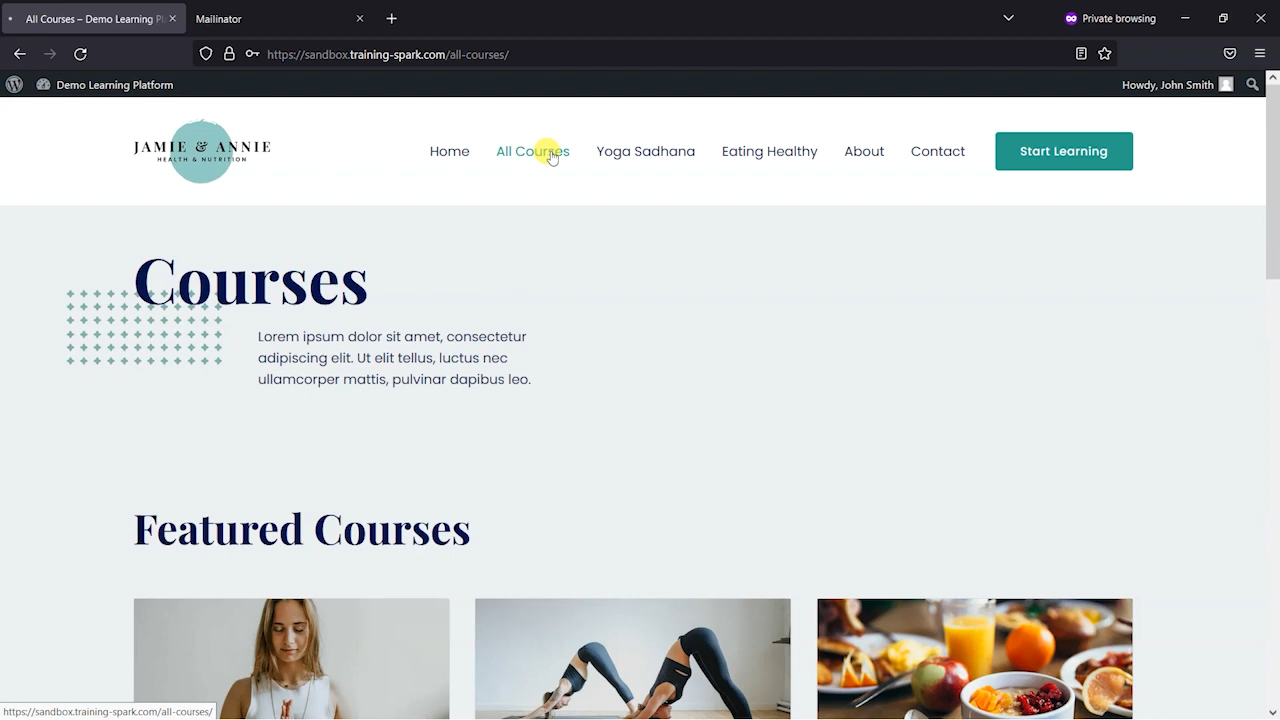 All Courses – Demo Learning Pl
Mailinator
Private browsing
https://sandbox.training-spark.com/all-courses/
Demo Learning Platform
Howdy, John Smith
JAMIE & ANNIE
HEALTH & NUTRITION
Home
All Courses
Yoga Sadhana
Eating Healthy
About
Contact
Start Learning
Courses
Lorem ipsum dolor sit amet, consectetur
adipiscing elit. Ut elit tellus, luctus nec
ullamcorper mattis, pulvinar dapibus leo.
Featured Courses
https://sandbox.training-spark.com/all-courses/